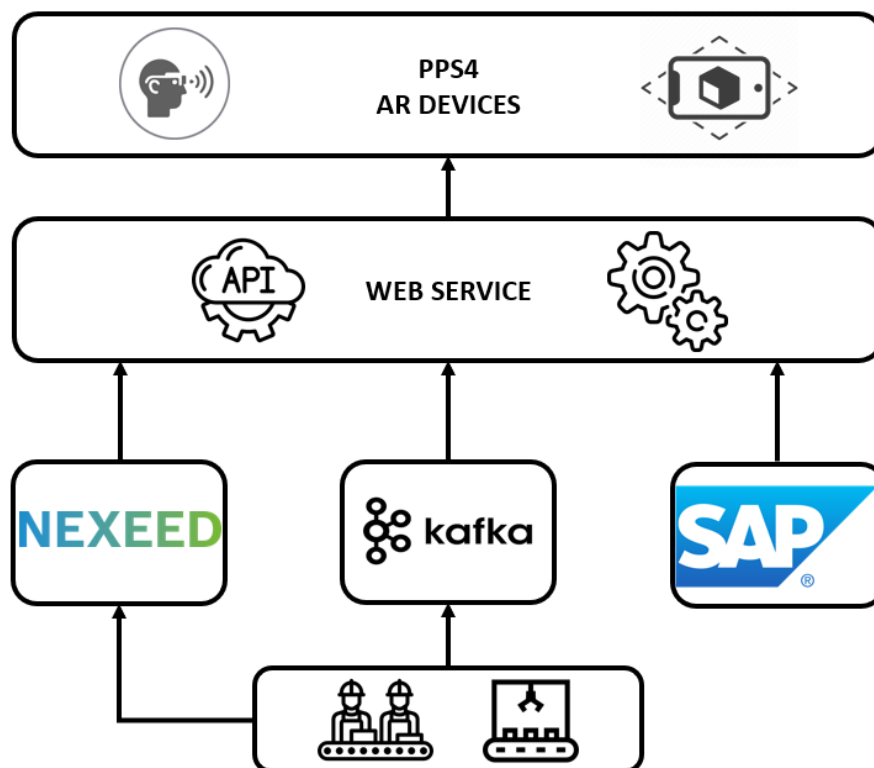 PPS4
AR DEVICES
API
WEB SERVICE
NEXEED
kafka
SAP
®